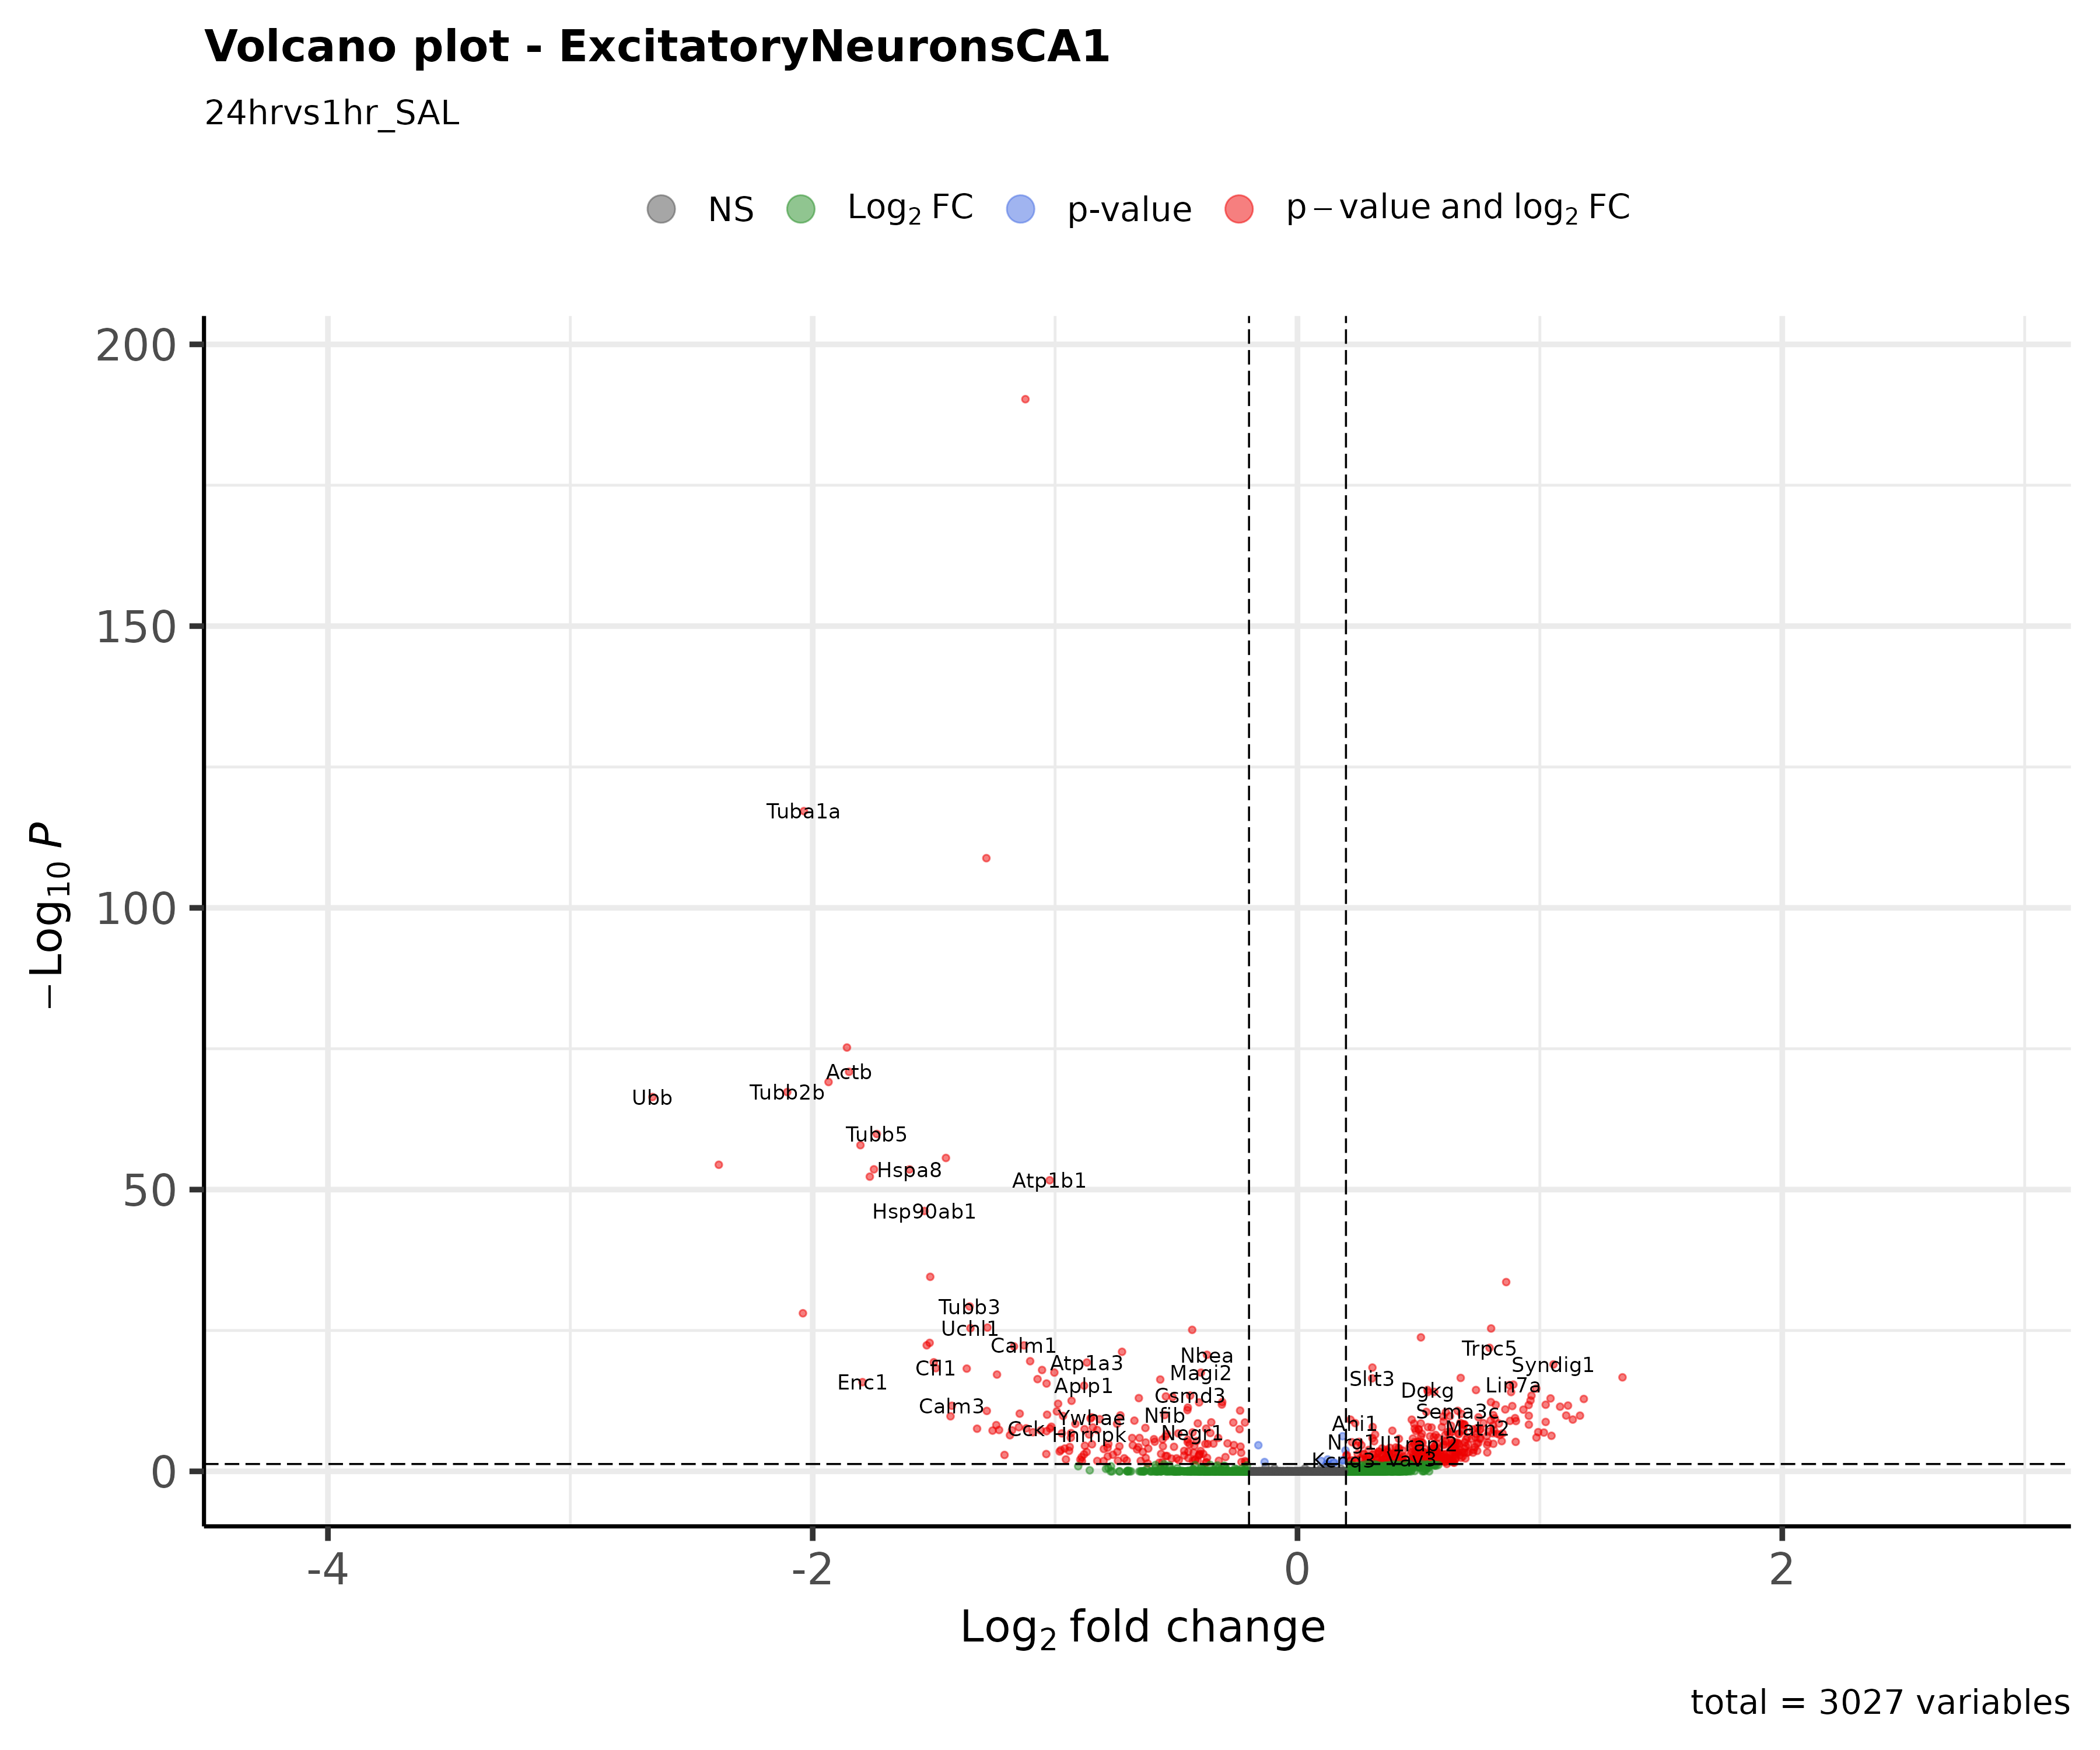 Volcano plot - ExcitatoryNeuronsCA1
24hrvs1hr_SAL
NS Log2 FC p-value p−value and log2 FC
−Log10 P
200
150
100
50
0
Tuba1a
Actb
Tubb2b
Ubb
Tubb5
Hspa8
Atp1b1
Hsp90ab1
Tubb3
Uchl1
Calm1
Nbea
Trpc5
Atp1a3
Syndig1
Cfl1
Magi2
Slit3
Enc1
Aplp1
Lin7a
Dgkg
Csmd3
Calm3
Sema3c
Ywhae
Nfib
Ahi1
Cck
Hnrnpk
Negr1
Matn2
Nrg1
Il1rapl2
Kcnq3
Vav3
-4 -2 0 2
Log2 fold change
total = 3027 variables